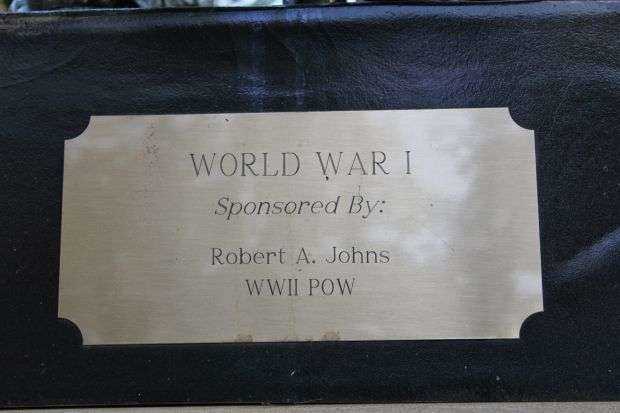 WORLD WAR I
Sponsored By:
Robert A. Johns
WWII POW